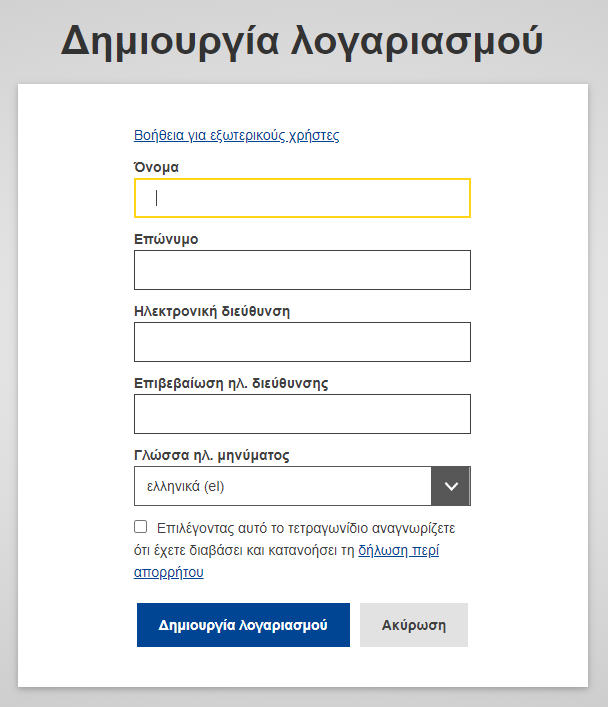 Δημιουργία λογαριασμού
Βοήθεια για εξωτερικούς χρήστες
Όνομα
Επώνυμο
Ηλεκτρονική διεύθυνση
Επιβεβαίωση ηλ. διεύθυνσης
Γλώσσα ηλ. μηνύματος
ελληνικά (el)
Επιλέγοντας αυτό το τετραγωνίδιο αναγνωρίζετε
ότι έχετε διαβάσει και κατανοήσει τη δήλωση περί
απορρήτου
Δημιουργία λογαριασμού Ακύρωση